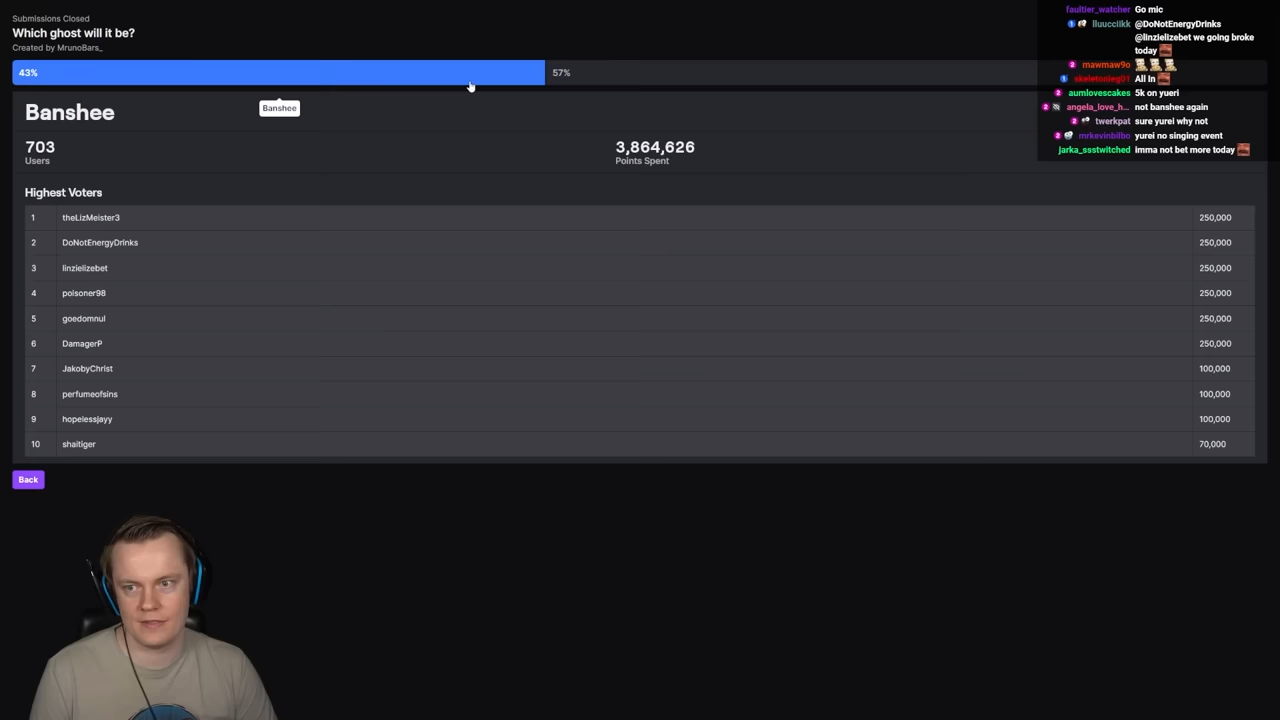 Submissions Closed
Which ghost will it be?
Created by MrunoBars_
43%
57%
Banshee
Banshee
703
Users
3,864,626
Points Spent
Highest Voters
1 theLizMeister3 250,000
2 DoNotEnergyDrinks 250,000
3 linzielizebet 250,000
4 poisoner98 250,000
5 goedomnul 250,000
6 DamagerP 250,000
7 JakobyChrist 100,000
8 perfumeofsins 100,000
9 hopelessjayy 100,000
10 shaitiger 70,000
Back
faultier_watcher Go mic
lluucclikk @DoNotEnergyDrinks
@linzielizebet we going broke
today
mawmaw9o
skeletonieg01 All In
aumlovescakes 5k on yueri
angela_love_h... not banshee again
twerkpat sure yurei why not
mrkevinbilbo yurei no singing event
jarka_ssstwitched imma not bet more today